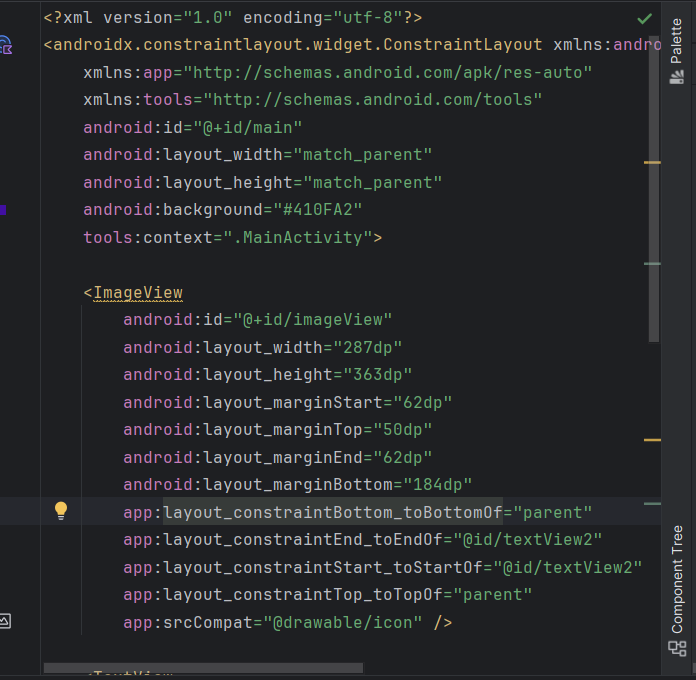 <?xml version="1.0" encoding="utf-8"?>
<androidx.constraintlayout.widget.ConstraintLayout xmlns:andro
    xmlns:app="http://schemas.android.com/apk/res-auto"
    xmlns:tools="http://schemas.android.com/tools"
    android:id="@+id/main"
    android:layout_width="match_parent"
    android:layout_height="match_parent"
    android:background="#410FA2"
    tools:context=".MainActivity">

    <ImageView
        android:id="@+id/imageView"
        android:layout_width="287dp"
        android:layout_height="363dp"
        android:layout_marginStart="62dp"
        android:layout_marginTop="50dp"
        android:layout_marginEnd="62dp"
        android:layout_marginBottom="184dp"
        app:layout_constraintBottom_toBottomOf="parent"
        app:layout_constraintEnd_toEndOf="@id/textView2"
        app:layout_constraintStart_toStartOf="@id/textView2"
        app:layout_constraintTop_toTopOf="parent"
        app:srcCompat="@drawable/icon" />

    <TextView
Palette
Component Tree